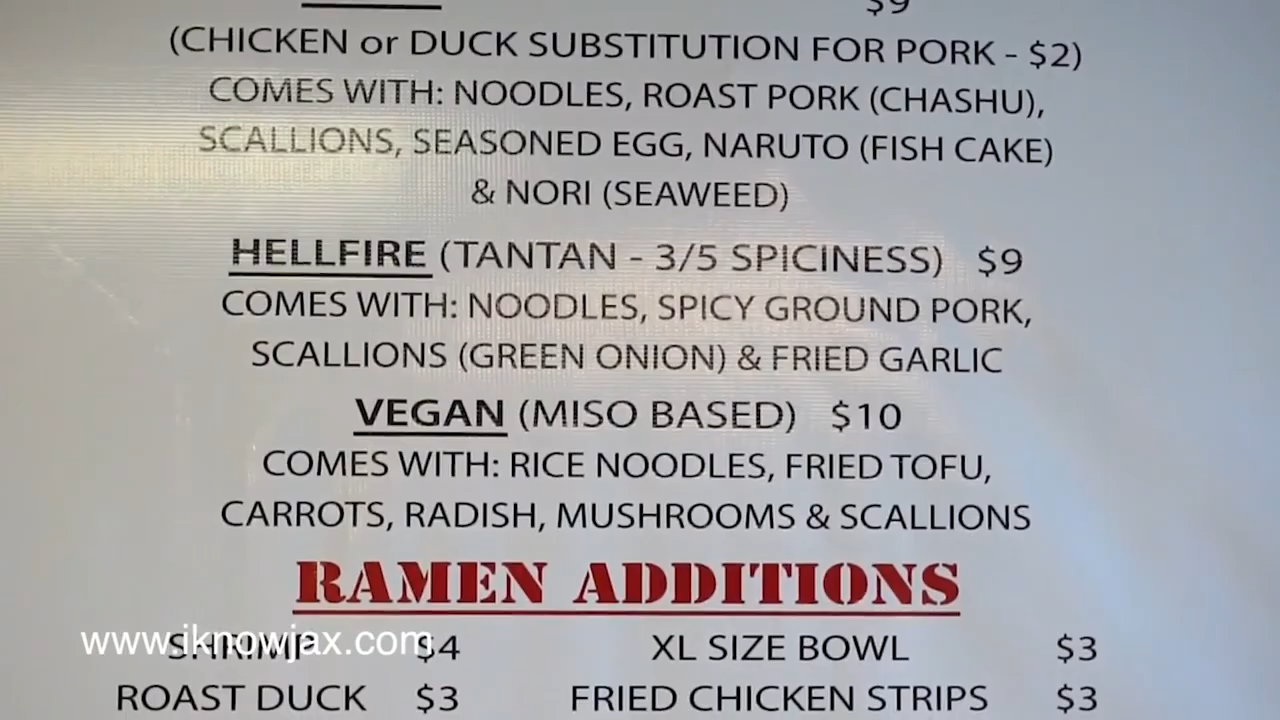 $9
(CHICKEN or DUCK SUBSTITUTION FOR PORK - $2)
COMES WITH: NOODLES, ROAST PORK (CHASHU),
SCALLIONS, SEASONED EGG, NARUTO (FISH CAKE)
& NORI (SEAWEED)
HELLFIRE (TANTAN - 3/5 SPICINESS) $9
COMES WITH: NOODLES, SPICY GROUND PORK,
SCALLIONS (GREEN ONION) & FRIED GARLIC
VEGAN (MISO BASED) $10
COMES WITH: RICE NOODLES, FRIED TOFU,
CARROTS, RADISH, MUSHROOMS & SCALLIONS
RAMEN ADDITIONS
SHRIMP $4 XL SIZE BOWL $3
www.iknowjax.com
ROAST DUCK $3 FRIED CHICKEN STRIPS $3